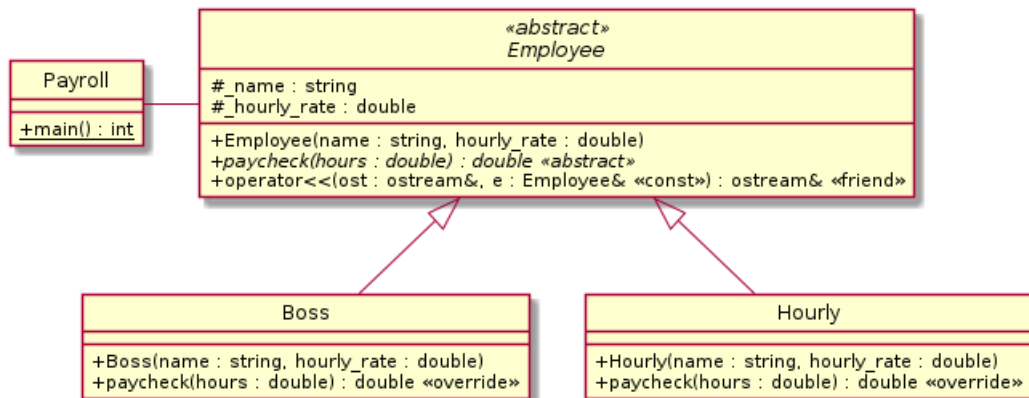 «abstract»
Employee
#_name : string
#_hourly_rate : double
+Employee(name : string, hourly_rate : double)
+paycheck(hours : double) : double «abstract»
+operator<<(ost : ostream&, e : Employee& «const») : ostream& «friend»
Payroll
+main() : int
Boss
+Boss(name : string, hourly_rate : double)
+paycheck(hours : double) : double «override»
Hourly
+Hourly(name : string, hourly_rate : double)
+paycheck(hours : double) : double «override»